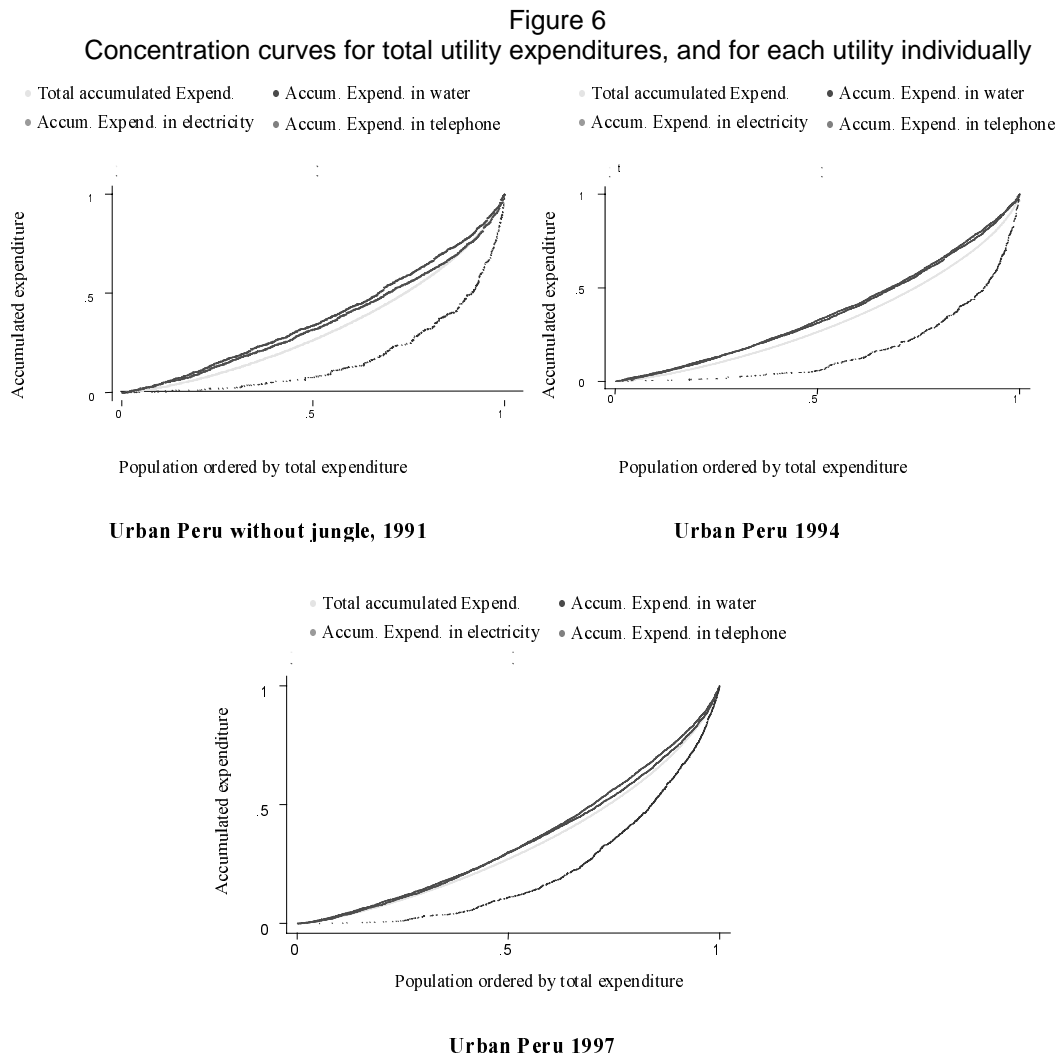 Figure 6
Concentration curves for total utility expenditures, and for each utility individually
Total accumulated Expend. Accum. Expend. in water
Accum. Expend. in electricity Accum. Expend. in telephone
1
.5
0
0 .5 1
Accumulated expenditure
Population ordered by total expenditure
Urban Peru without jungle, 1991
Total accumulated Expend. Accum. Expend. in water
Accum. Expend. in electricity Accum. Expend. in telephone
t
1
.5
0
0 .5 1
Accumulated expenditure
Population ordered by total expenditure
Urban Peru 1994
Total accumulated Expend. Accum. Expend. in water
Accum. Expend. in electricity Accum. Expend. in telephone
1
.5
0
0 .5 1
Accumulated expenditure
Population ordered by total expenditure
Urban Peru 1997